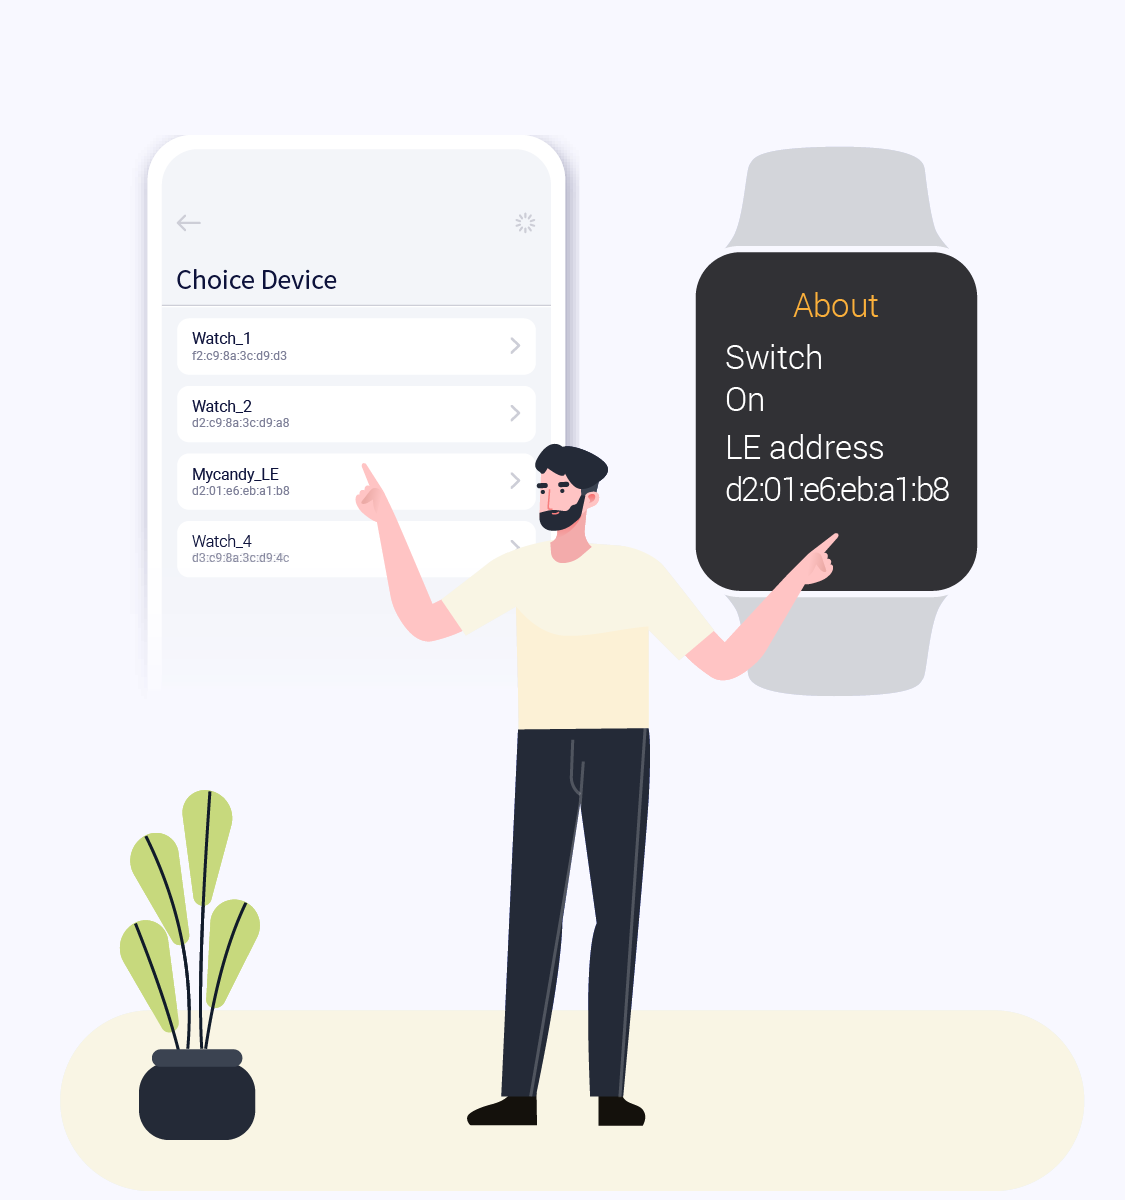 Choice Device
Watch_1
f2:c9:8a:3c:d9:d3
Watch_2
d2:c9:8a:3c:d9:a8
Mycandy_LE
d2:01:e6:eb:a1:b8
Watch_4
d3:c9:8a:3c:d9:4c
About
Switch
On
LE address
d2:01:e6:eb:a1:b8